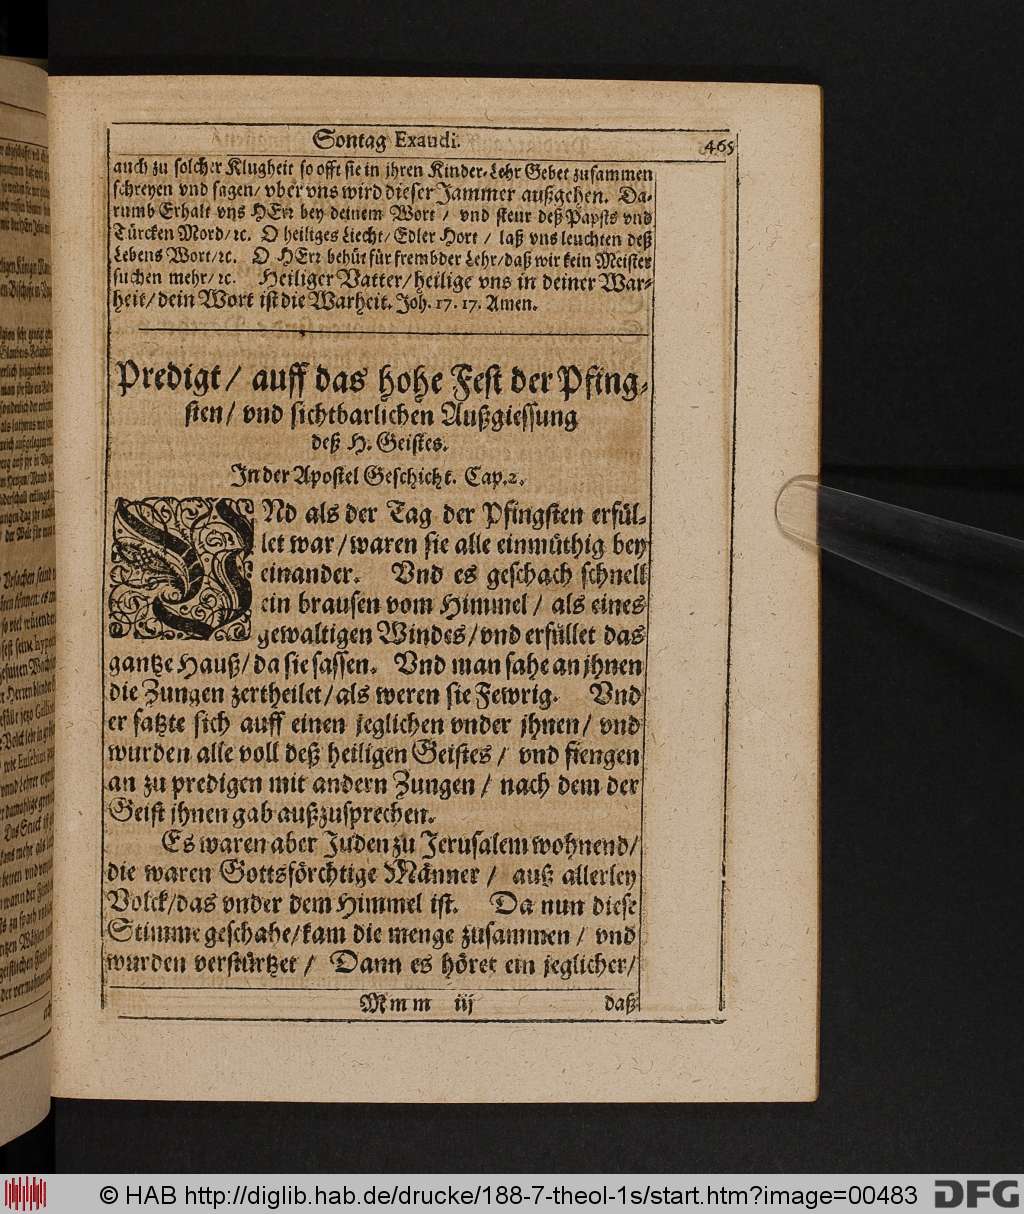 Sontag Exaudi.
465
auch zu solcher Klugheit so offt sie in jhren Kinder-Lehr Gebet zusammen
schreyen vnd sagen / vber vns wird dieser Jammer außgehen. Da-
rumb Erhalt vns HErr bey deinem Wort / vnd steur deß Papsts vnd
Türcken Mord / ꝛc. O heiliges Liecht / Edler Hort / laß vns leuchten deß
Lebens Wort / ꝛc. O HErr behüt für frembder Lehr / daß wir kein Meister
suchen mehr / ꝛc. Heiliger Vatter / heilige vns in deiner War-
heit / dein Wort ist die Warheit. Joh. 17. 17. Amen.
Predigt / auff das hohe Fest der Pfing-
sten / vnd sichtbarlichen Außgiessung
deß H. Geistes.
In der Apostel Geschicht. Cap. 2.
VNd als der Tag der Pfingsten erfül-
let war / waren sie alle einmüthig bey
einander. Vnd es geschach schnell
ein brausen vom Himmel / als eines
gewaltigen Windes / vnd erfüllet das
gantze Hauß / da sie sassen. Vnd man sahe an jhnen
die Zungen zertheilet / als weren sie Fewrig. Vnd
er satzte sich auff einen jeglichen vnder jhnen / vnd
wurden alle voll deß heiligen Geistes / vnd fiengen
an zu predigen mit andern Zungen / nach dem der
Geist jhnen gab außzusprechen.
Es waren aber Juden zu Jerusalem wohnend /
die waren Gottsförchtige Männer / auß allerley
Volck / das vnder dem Himmel ist. Da nun diese
Stimme geschahe / kam die menge zusammen / vnd
wurden verstürtzet / Dann es höret ein jeglicher /
Mmm iij
daß
© HAB http://diglib.hab.de/drucke/188-7-theol-1s/start.htm?image=00483
DFG